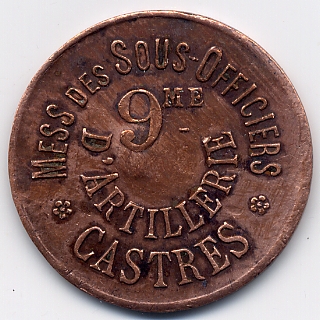 MESS DES SOUS-OFFICIERS
9ME
D'ARTILLERIE
CASTRES